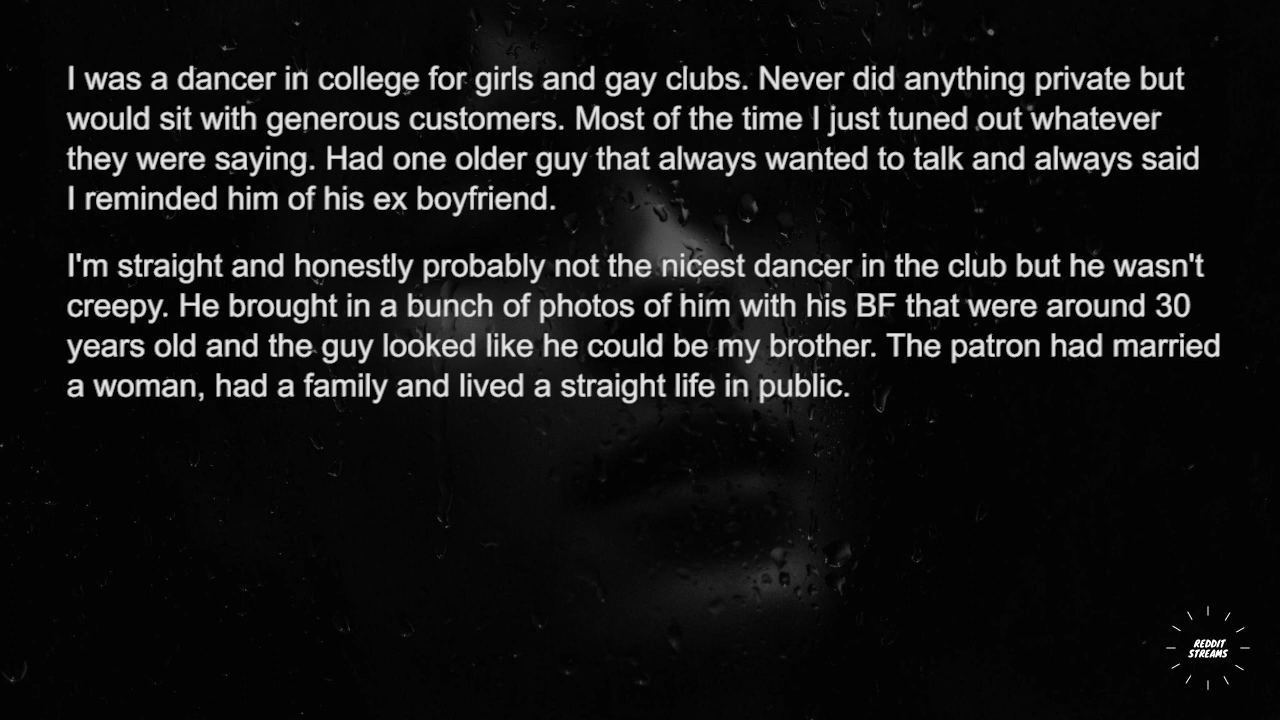 I was a dancer in college for girls and gay clubs. Never did anything private but
would sit with generous customers. Most of the time I just tuned out whatever
they were saying. Had one older guy that always wanted to talk and always said
I reminded him of his ex boyfriend.
I'm straight and honestly probably not the nicest dancer in the club but he wasn't
creepy. He brought in a bunch of photos of him with his BF that were around 30
years old and the guy looked like he could be my brother. The patron had married
a woman, had a family and lived a straight life in public.
REDDIT
STREAMS